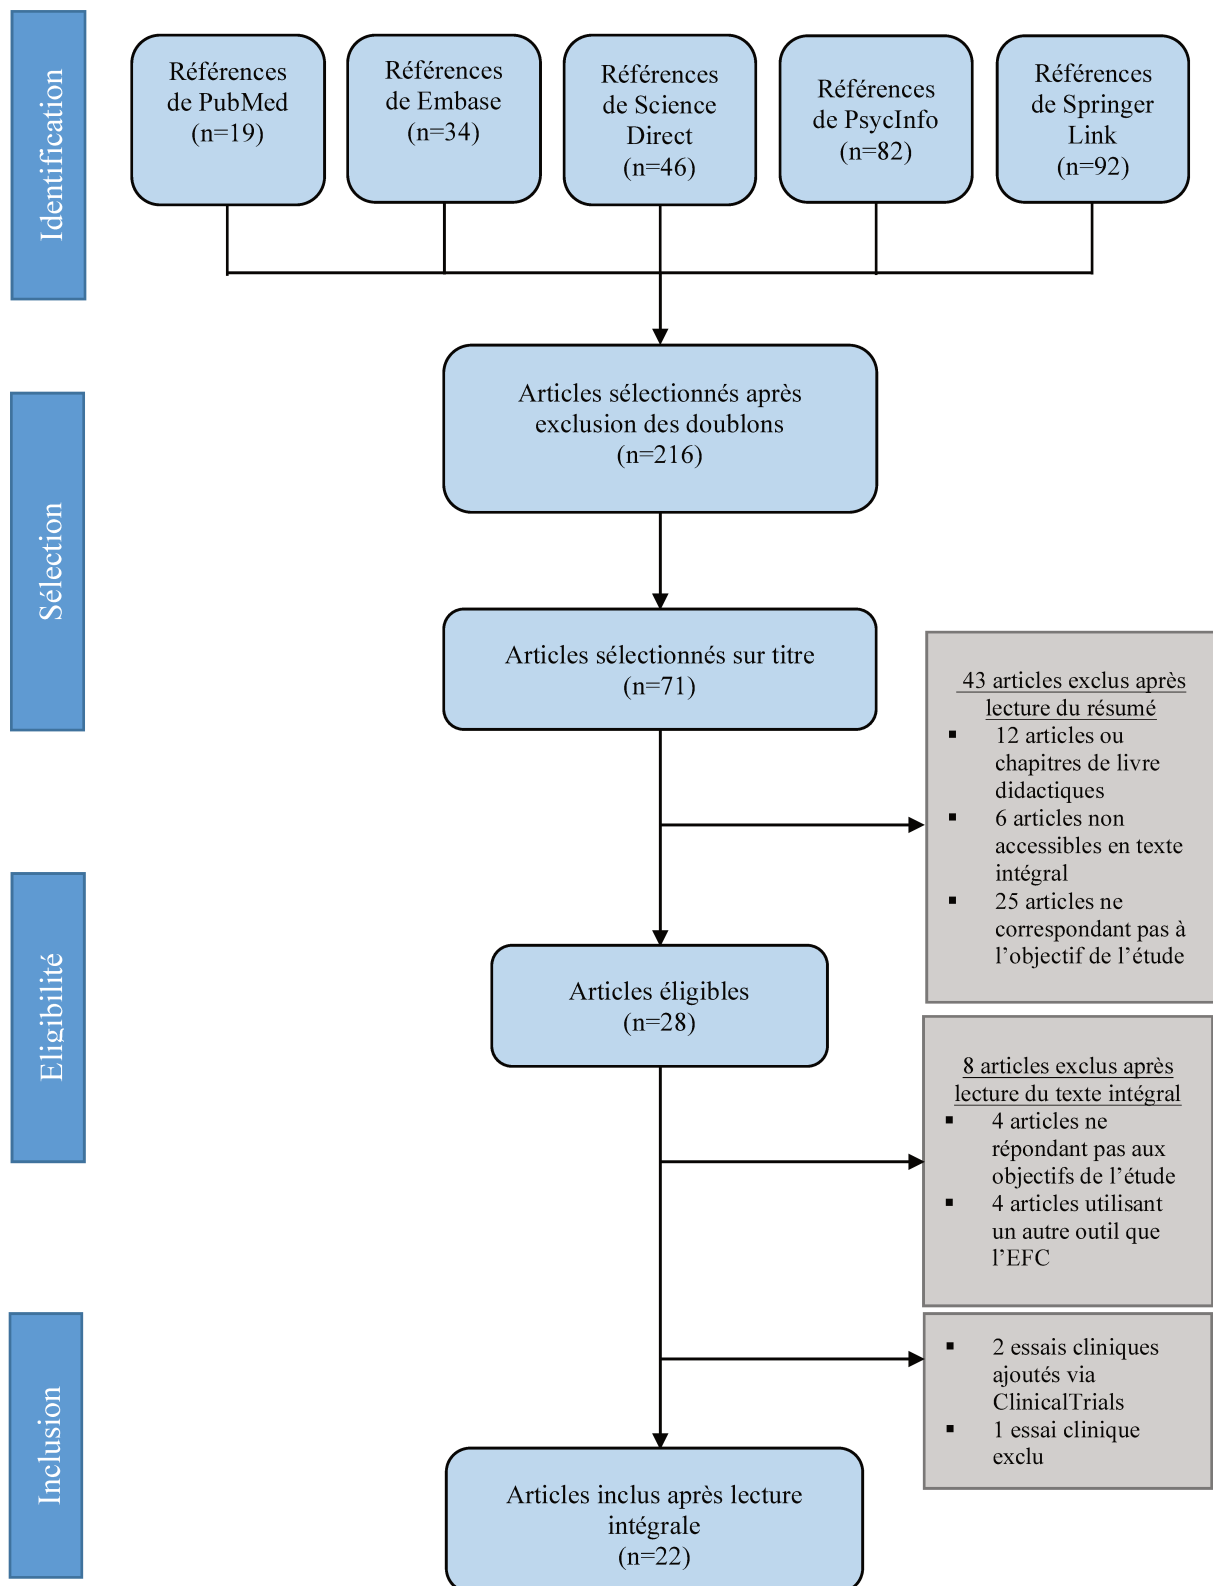 Identification
Références
de PubMed
(n=19)
Références
de Embase
(n=34)
Références
de Science
Direct
(n=46)
Références
de PsycInfo
(n=82)
Références
de Springer
Link
(n=92)
Sélection
Articles sélectionnés après
exclusion des doublons
(n=216)
Articles sélectionnés sur titre
(n=71)
43 articles exclus après
lecture du résumé
▪ 12 articles ou
chapitres de livre
didactiques
▪ 6 articles non
accessibles en texte
intégral
▪ 25 articles ne
correspondant pas à
l’objectif de l’étude
Eligibilité
Articles éligibles
(n=28)
8 articles exclus après
lecture du texte intégral
▪ 4 articles ne
répondant pas aux
objectifs de l’étude
▪ 4 articles utilisant
un autre outil que
l’EFC
Inclusion
▪ 2 essais cliniques
ajoutés via
ClinicalTrials
▪ 1 essai clinique
exclu
Articles inclus après lecture
intégrale
(n=22)